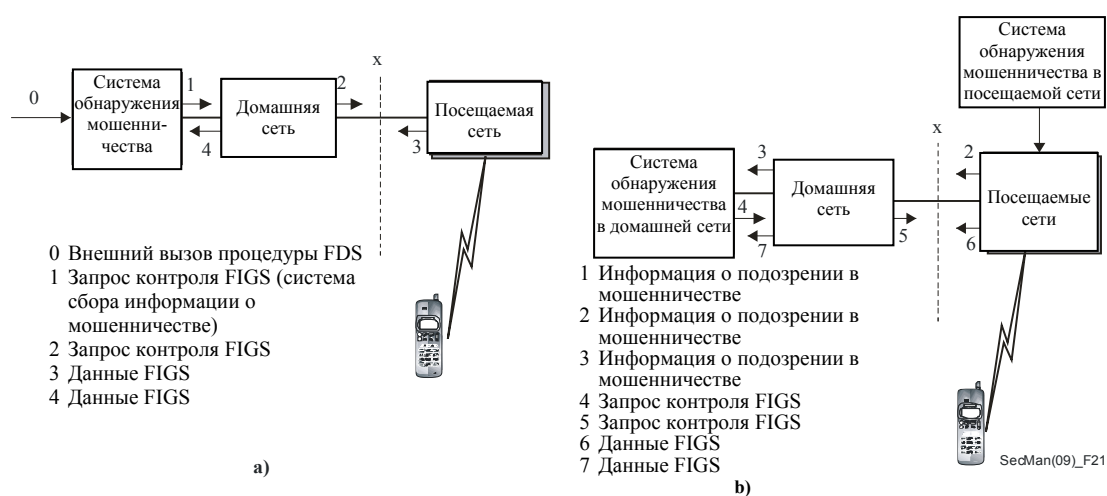 0
Система
обнаружения
мошенни-
чества
1
4
Домашняя
сеть
2
x
3
Посещаемая
сеть
0 Внешний вызов процедуры FDS
1 Запрос контроля FIGS (система
сбора информации о
мошенничестве)
2 Запрос контроля FIGS
3 Данные FIGS
4 Данные FIGS
a)
Система
обнаружения
мошенничества в
посещаемой сети
x
Система
обнаружения
мошенничества
в домашней сети
3
4
7
Домашняя
сеть
5
2
6
Посещаемые
сети
1 Информация о подозрении в
мошенничестве
2 Информация о подозрении в
мошенничестве
3 Информация о подозрении в
мошенничестве
4 Запрос контроля FIGS
5 Запрос контроля FIGS
6 Данные FIGS
7 Данные FIGS
b)
SecMan(09)_F21